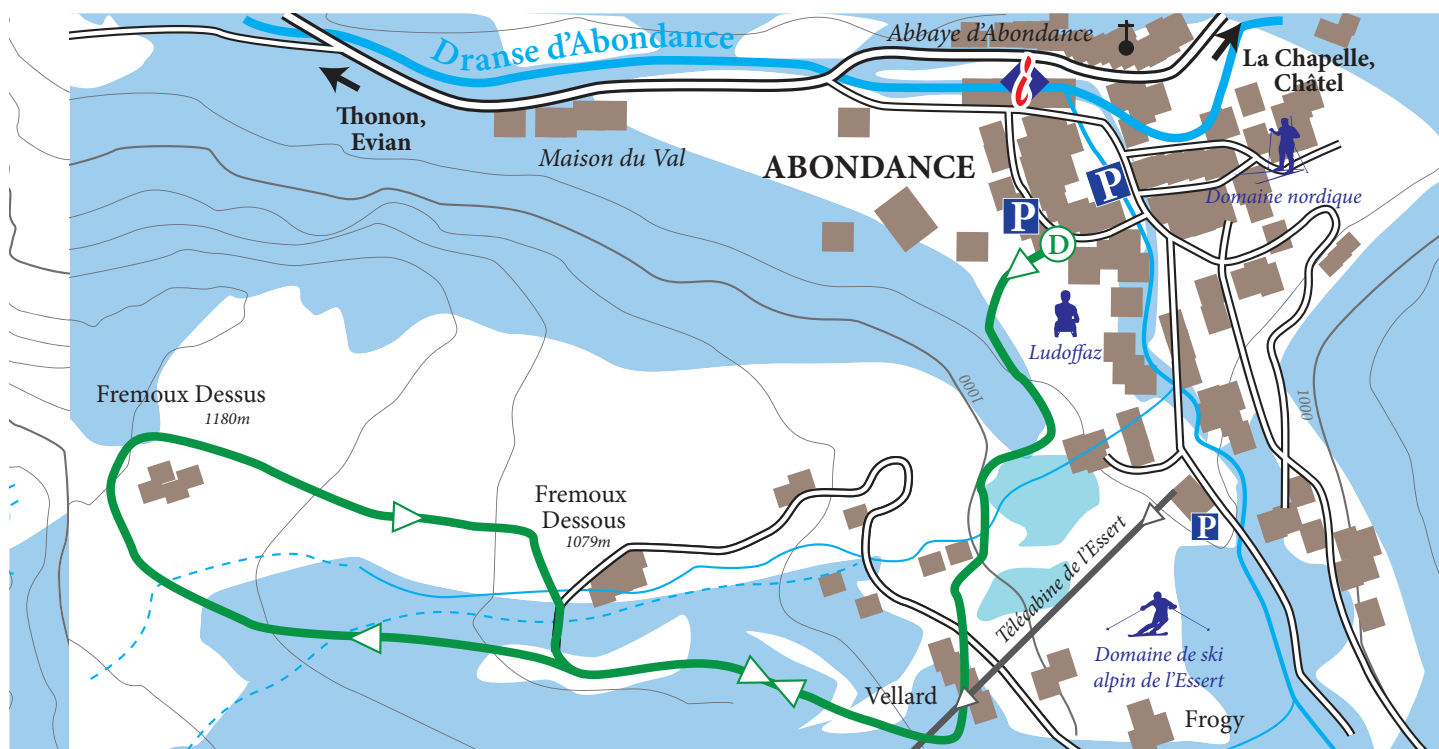 Dranse d'Abondance
Abbaye d'Abondance
La Chapelle,
Châtel
Thonon,
Evian
Maison du Val
ABONDANCE
P
Domaine nordique
P
D
Ludoffaz
1000
1000
Fremoux Dessus
1180m
Fremoux
Dessous
1079m
P
Télécabine de l'Essert
Domaine de ski
alpin de l'Essert
Vellard
Frogy